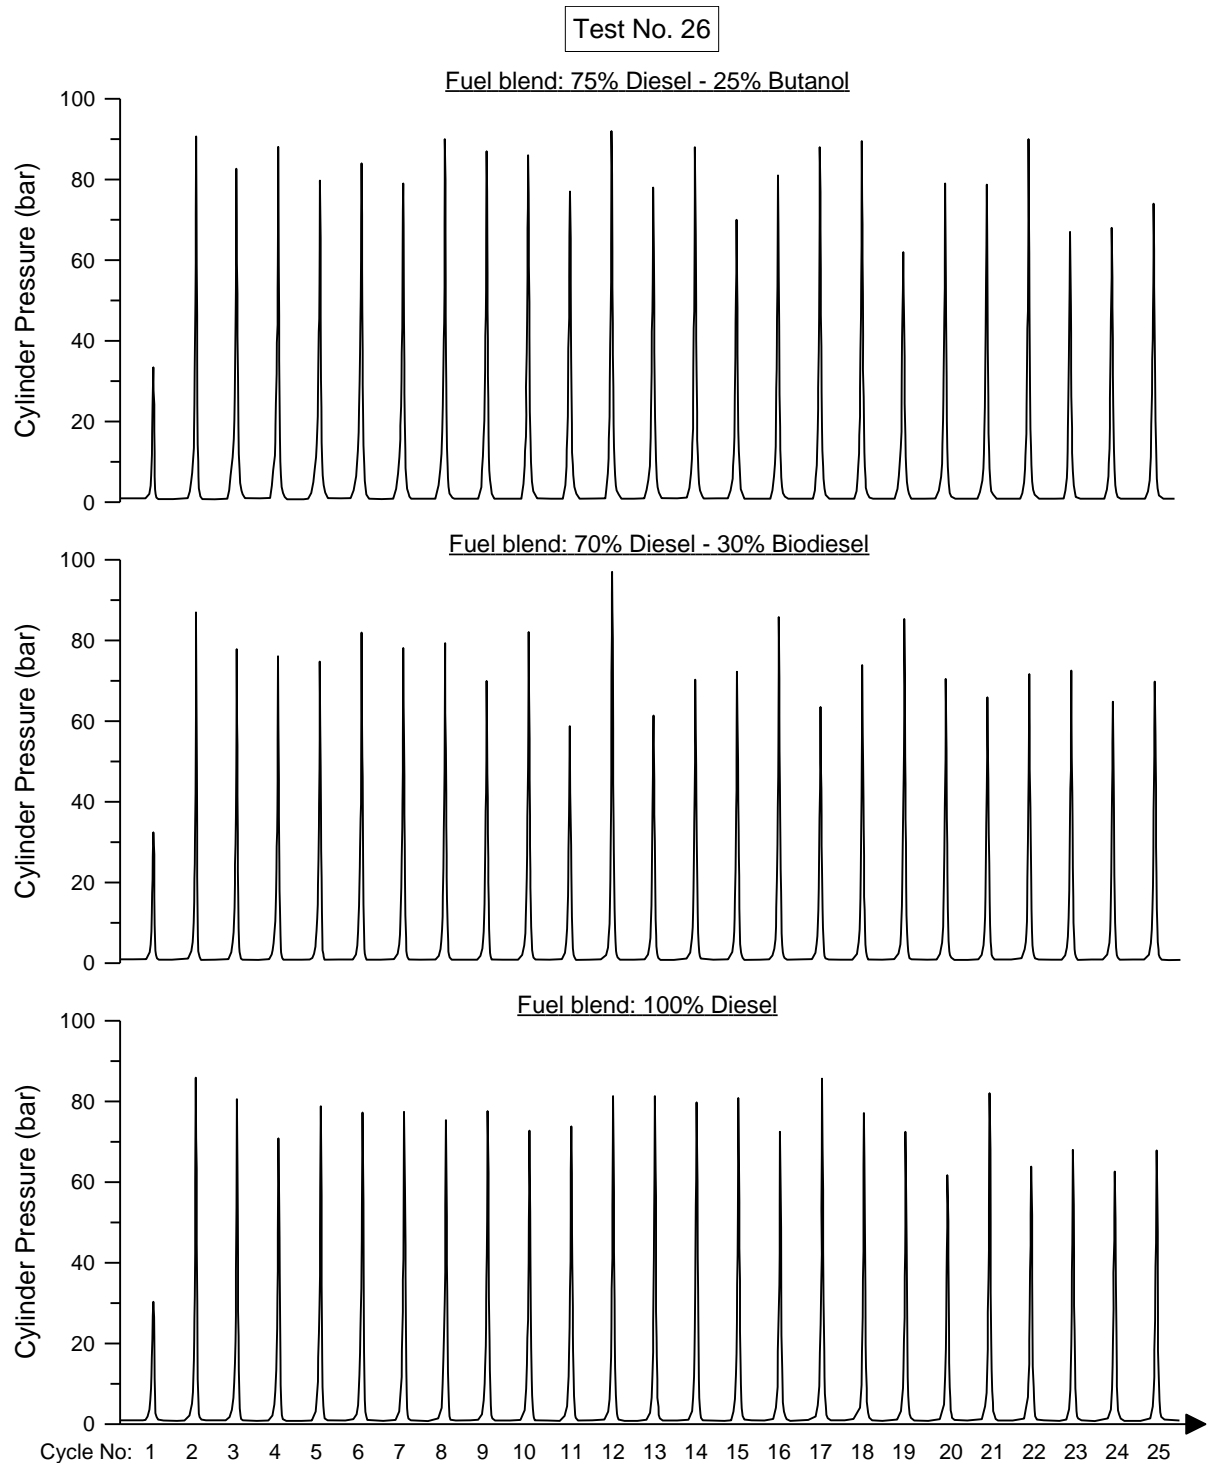 Test No. 26
Fuel blend: 75% Diesel - 25% Butanol
Cylinder Pressure (bar)
100
80
60
40
20
0
Fuel blend: 70% Diesel - 30% Biodiesel
Cylinder Pressure (bar)
100
80
60
40
20
0
Fuel blend: 100% Diesel
Cylinder Pressure (bar)
100
80
60
40
20
0
Cycle No: 1 2 3 4 5 6 7 8 9 10 11 12 13 14 15 16 17 18 19 20 21 22 23 24 25